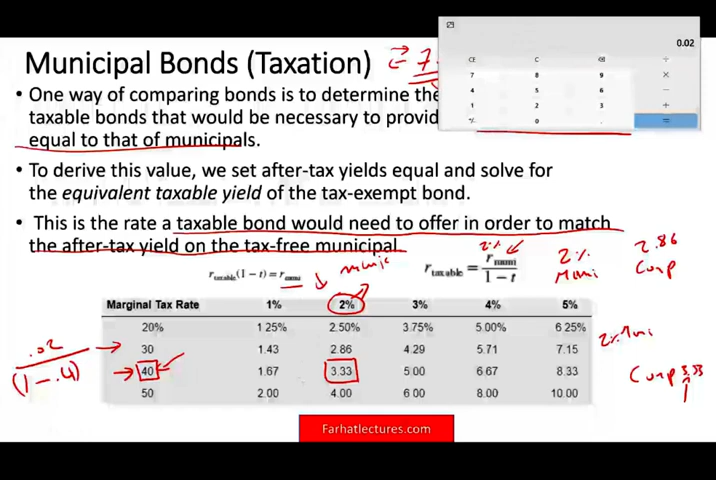 0.02
CE C ⌫ ÷
7 8 9 ×
4 5 6 −
1 2 3 +
0 . =
Municipal Bonds (Taxation)
• One way of comparing bonds is to determine the
taxable bonds that would be necessary to provid
equal to that of municipals.
• To derive this value, we set after-tax yields equal and solve for
the equivalent taxable yield of the tax-exempt bond.
• This is the rate a taxable bond would need to offer in order to match
the after-tax yield on the tax-free municipal.
2%
r taxable (1 − t) = r muni
r taxable = r muni / 1 − t
2% Muni
2.86 Corp
Marginal Tax Rate 1% 2% 3% 4% 5%
20% 1.25% 2.50% 3.75% 5.00% 6.25%
30 1.43 2.86 4.29 5.71 7.15
40 1.67 3.33 5.00 6.67 8.33
50 2.00 4.00 6.00 8.00 10.00
.02
(1 - .4)
2% Muni
Corp 3.33
Farhatlectures.com